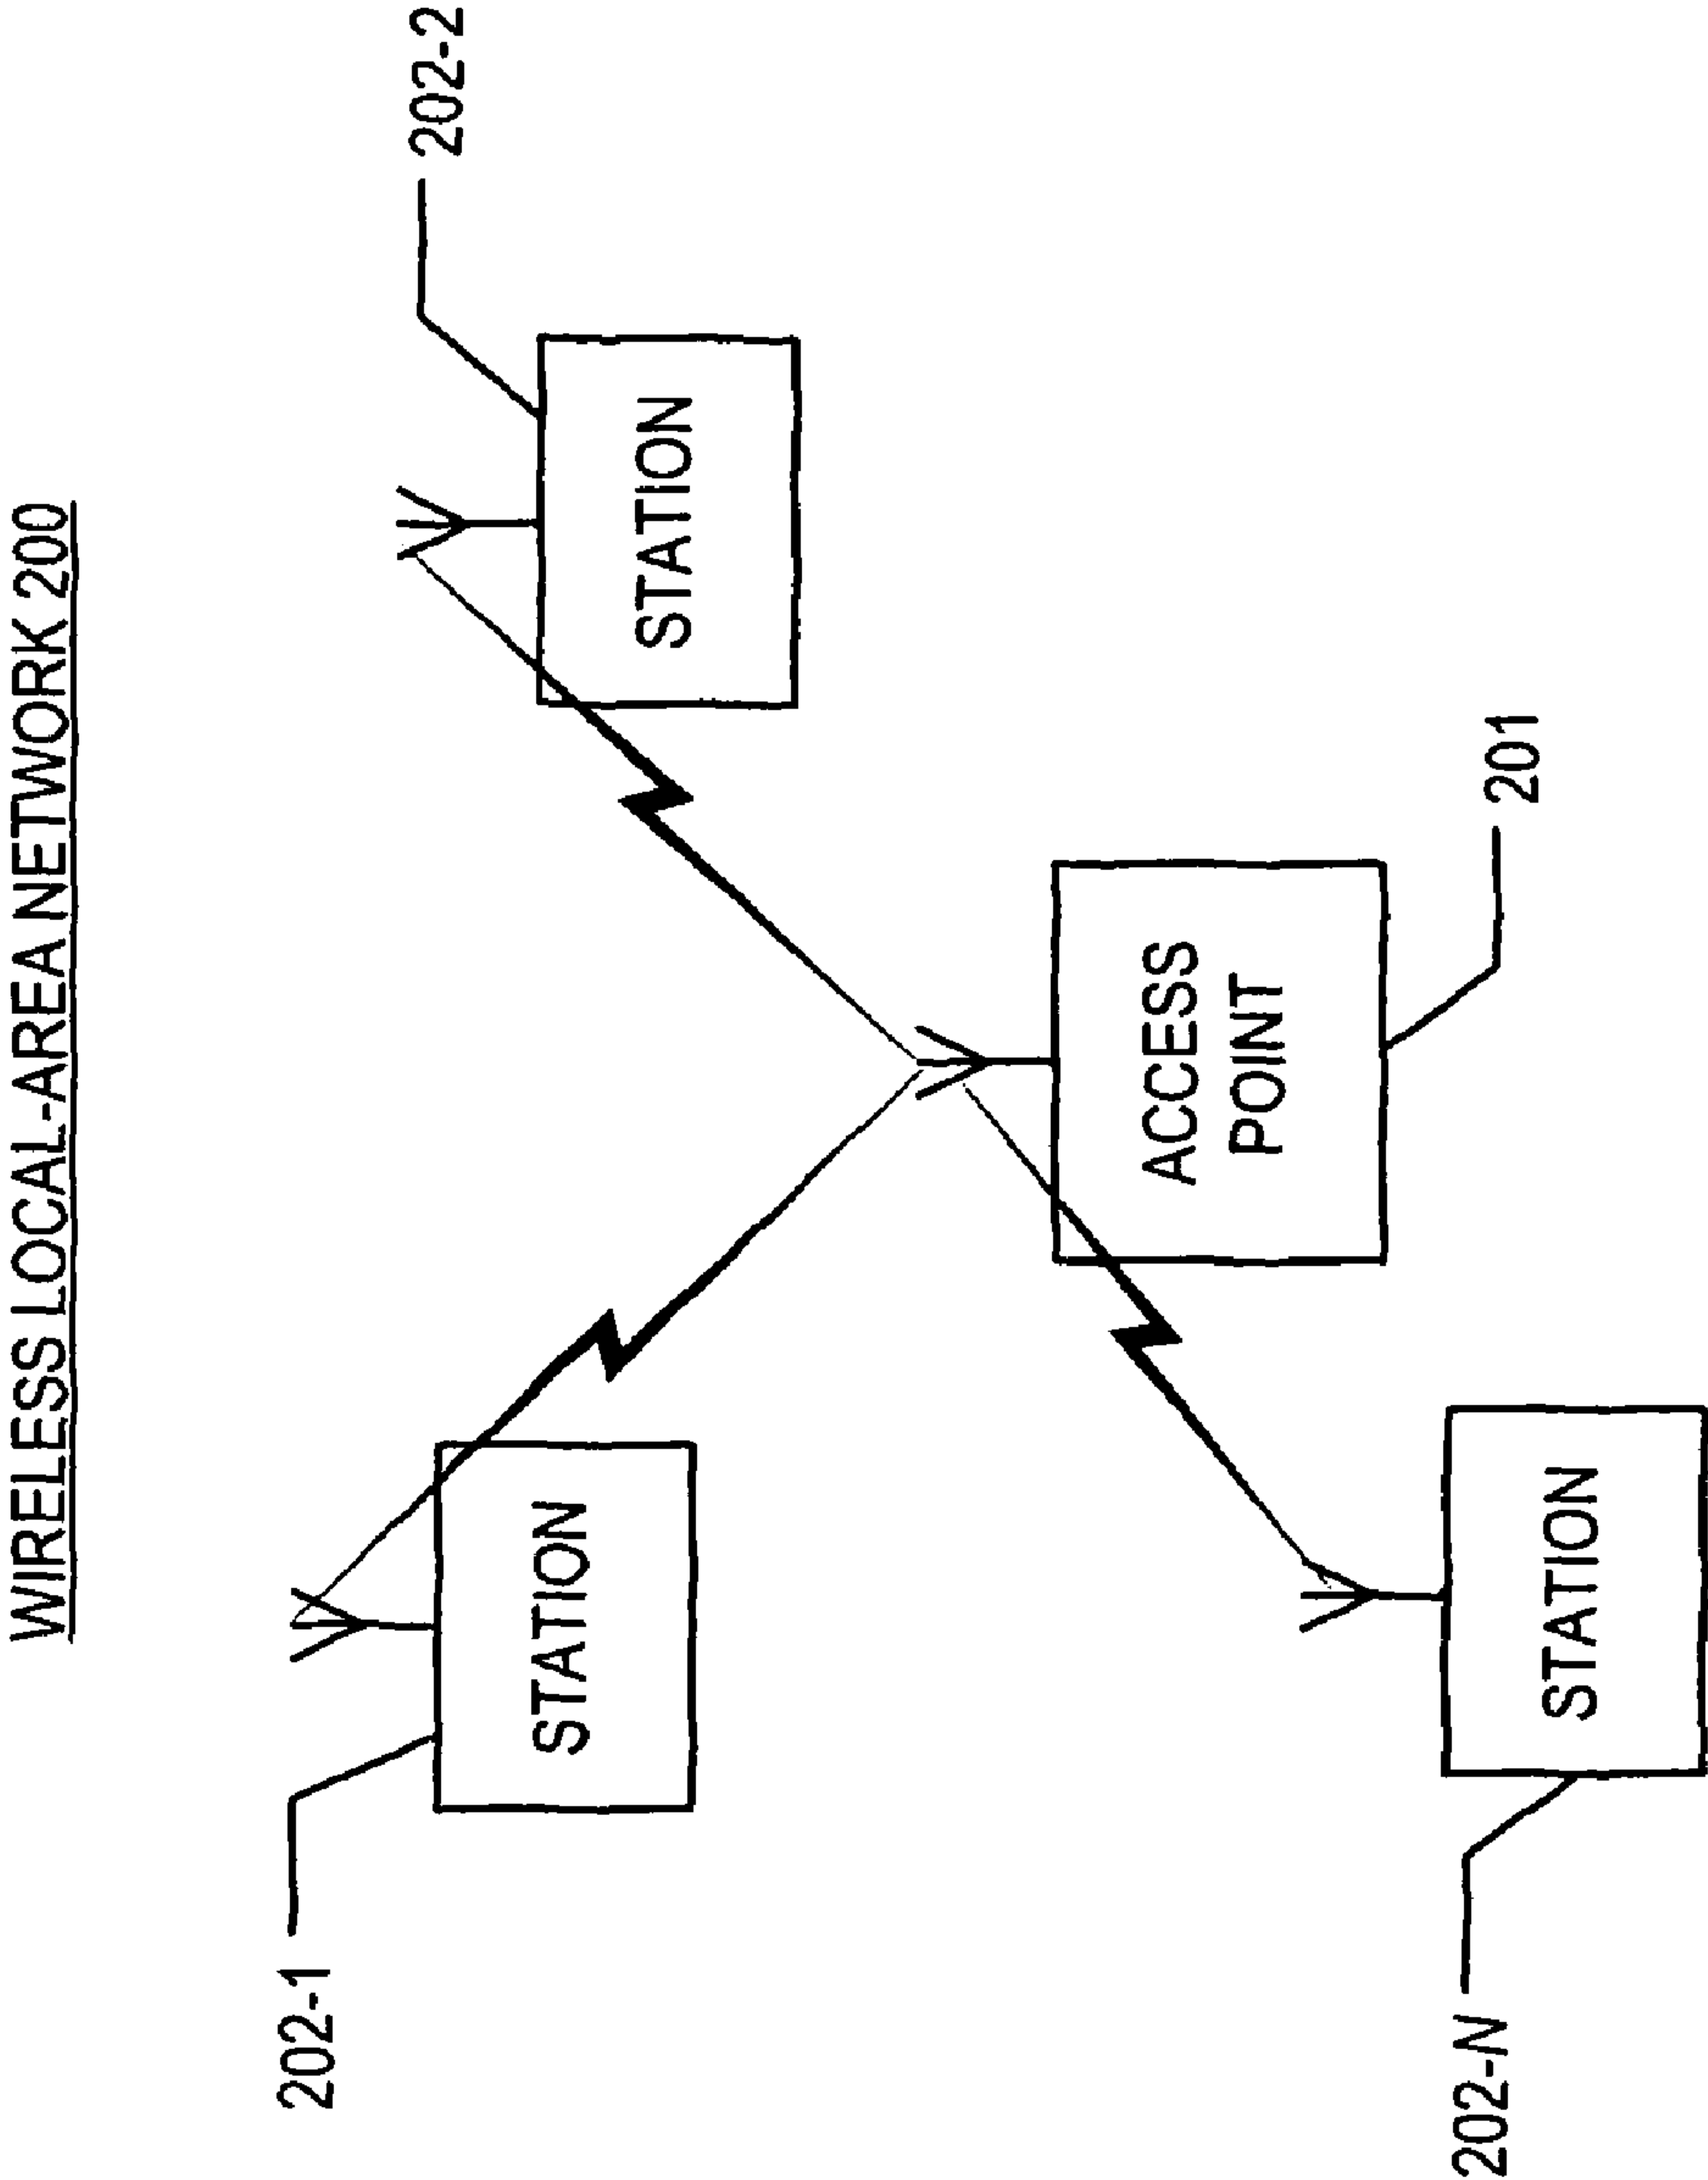 WIRELESS LOCAL-AREA NETWORK 200
202-1
202-2
STATION
STATION
ACCESS
POINT
201
202-N
STATION